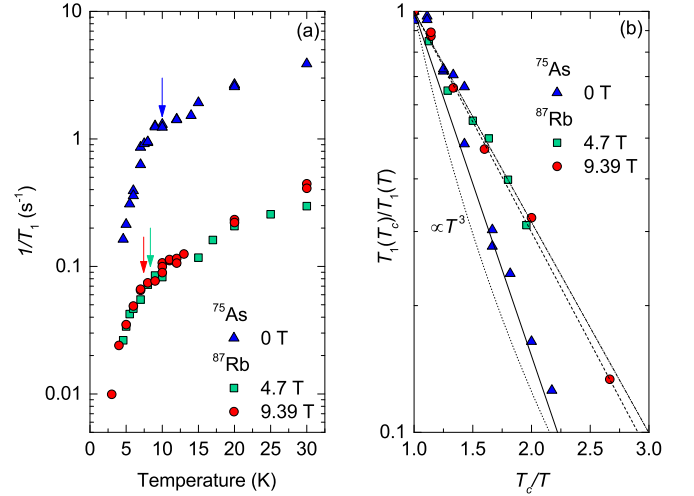 (a)
10
1
0.1
0.01
1/T₁ (s⁻¹)
⁷⁵As
0 T
⁸⁷Rb
4.7 T
9.39 T
0 5 10 15 20 25 30
Temperature (K)
(b)
1
0.1
T₁(T_c)/T₁(T)
⁷⁵As
0 T
⁸⁷Rb
4.7 T
9.39 T
∝T³
1.0 1.5 2.0 2.5 3.0
T_c/T